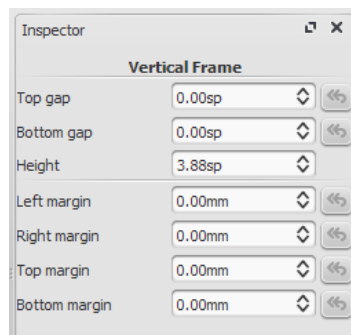 Inspector
Vertical Frame
Top gap 0.00sp
Bottom gap 0.00sp
Height 3.88sp
Left margin 0.00mm
Right margin 0.00mm
Top margin 0.00mm
Bottom margin 0.00mm